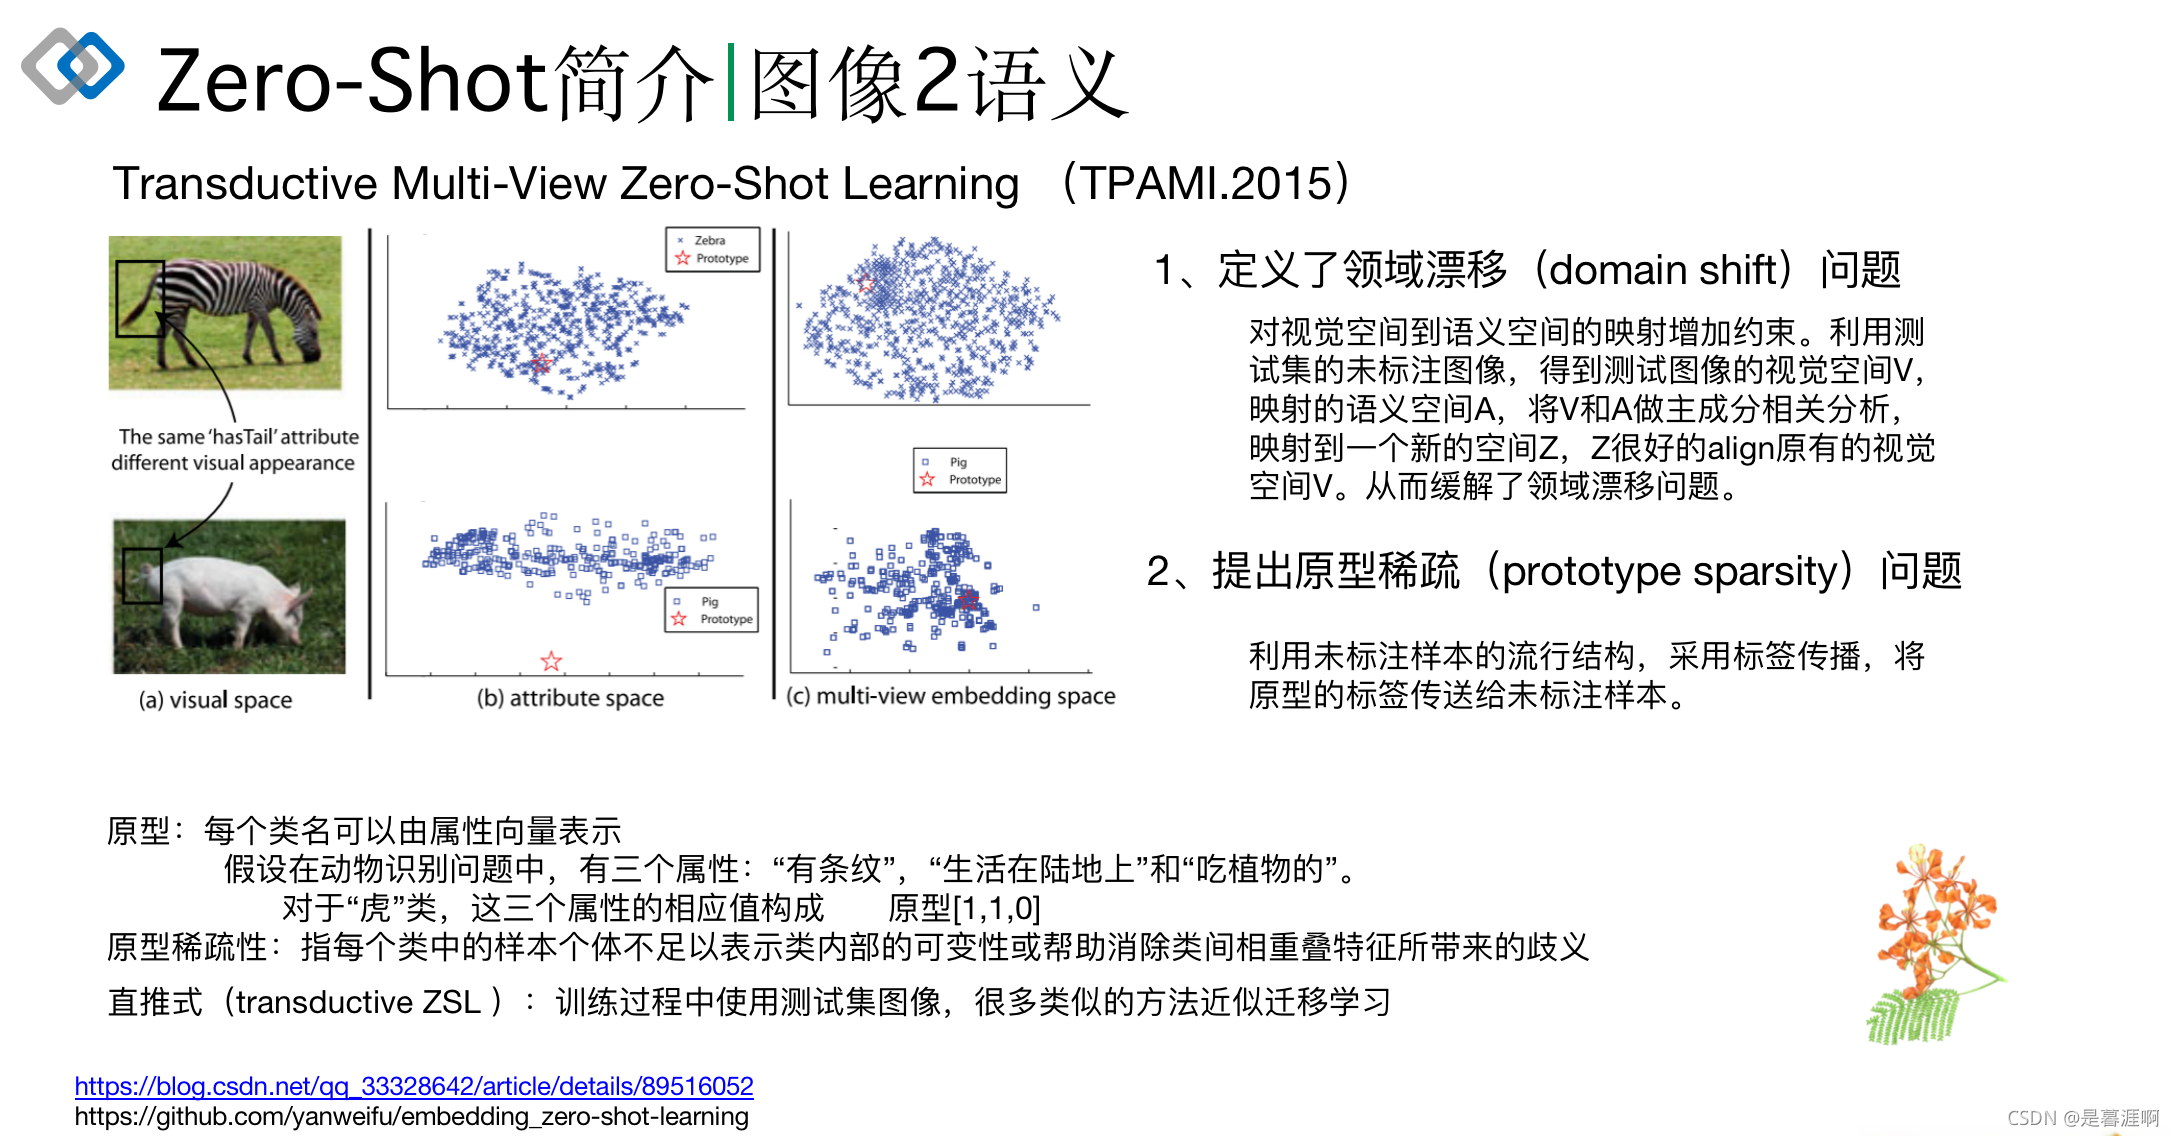 Zero-Shot简介|图像2语义
Transductive Multi-View Zero-Shot Learning （TPAMI.2015）
The same 'hasTail' attribute
different visual appearance
(a) visual space
Zebra
Prototype
Pig
Prototype
(b) attribute space
Pig
Prototype
(c) multi-view embedding space
1、定义了领域漂移（domain shift）问题
对视觉空间到语义空间的映射增加约束。利用测
试集的未标注图像，得到测试图像的视觉空间V，
映射的语义空间A，将V和A做主成分相关分析，
映射到一个新的空间Z，Z很好的align原有的视觉
空间V。从而缓解了领域漂移问题。
2、提出原型稀疏（prototype sparsity）问题
利用未标注样本的流行结构，采用标签传播，将
原型的标签传送给未标注样本。
原型：每个类名可以由属性向量表示
假设在动物识别问题中，有三个属性：“有条纹”，“生活在陆地上”和“吃植物的”。
对于“虎”类，这三个属性的相应值构成 原型[1,1,0]
原型稀疏性：指每个类中的样本个体不足以表示类内部的可变性或帮助消除类间相重叠特征所带来的歧义
直推式（transductive ZSL ）：训练过程中使用测试集图像，很多类似的方法近似迁移学习
https://blog.csdn.net/qq_33328642/article/details/89516052
https://github.com/yanweifu/embedding_zero-shot-learning
CSDN @是暮涯啊